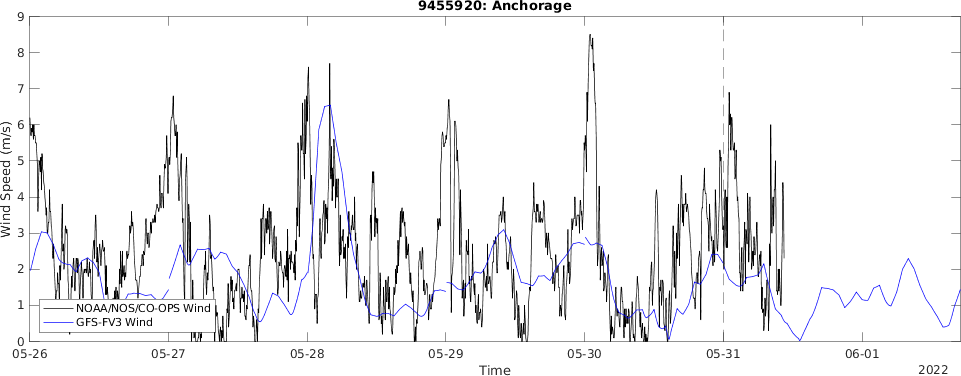 9455920: Anchorage
9
8
7
6
5
4
3
2
1
0
Wind Speed (m/s)
NOAA/NOS/CO-OPS Wind
GFS-FV3 Wind
05-26 05-27 05-28 05-29 05-30 05-31 06-01
Time
2022